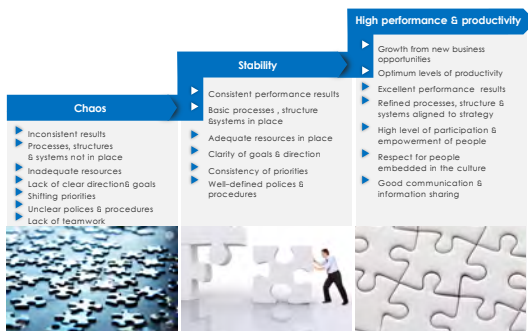 Chaos
Inconsistent results
Processes, structures
& systems not in place
Inadequate resources
Lack of clear direction& goals
Shifting priorities
Unclear polices & procedures
Lack of teamwork
Stability
Consistent performance results
Basic processes , structure
&systems in place
Adequate resources in place
Clarity of goals & direction
Consistency of priorities
Well-defined polices &
procedures
High performance & productivity
Growth from new business
opportunities
Optimum levels of productivity
Excellent performance results
Refined processes, structure &
systems aligned to strategy
High level of participation &
empowerment of people
Respect for people
embedded in the culture
Good communication &
information sharing